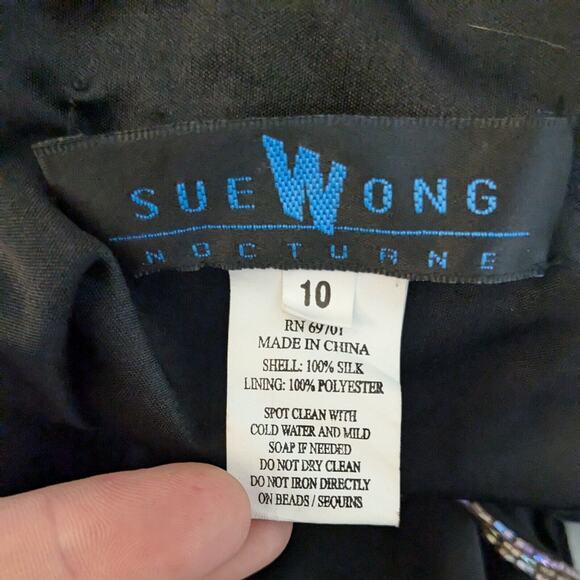 SUE WONG
NOCTURNE
10
RN 69701
MADE IN CHINA
SHELL: 100% SILK
LINING: 100% POLYESTER
SPOT CLEAN WITH
COLD WATER AND MILD
SOAP IF NEEDED
DO NOT DRY CLEAN
DO NOT IRON DIRECTLY
ON BEADS / SEQUINS